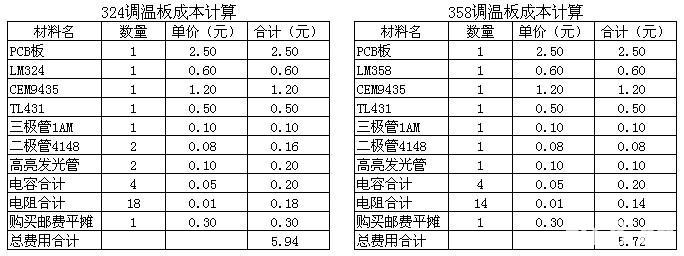 324调温板成本计算
材料名 数量 单价（元） 合计（元）
PCB板 1 2.50 2.50
LM324 1 0.60 0.60
CEM9435 1 1.20 1.20
TL431 1 0.50 0.50
三极管1AM 1 0.10 0.10
二极管4148 2 0.08 0.16
高亮发光管 2 0.10 0.20
电容合计 4 0.05 0.20
电阻合计 18 0.01 0.18
购买邮费平摊 1 0.30 0.30
总费用合计 5.94
358调温板成本计算
材料名 数量 单价（元） 合计（元）
PCB板 1 2.50 2.50
LM358 1 0.60 0.60
CEM9435 1 1.20 1.20
TL431 1 0.50 0.50
三极管1AM 1 0.10 0.10
二极管4148 1 0.08 0.08
高亮发光管 1 0.10 0.10
电容合计 4 0.05 0.20
电阻合计 14 0.01 0.14
购买邮费平摊 1 0.30 0.30
总费用合计 5.72